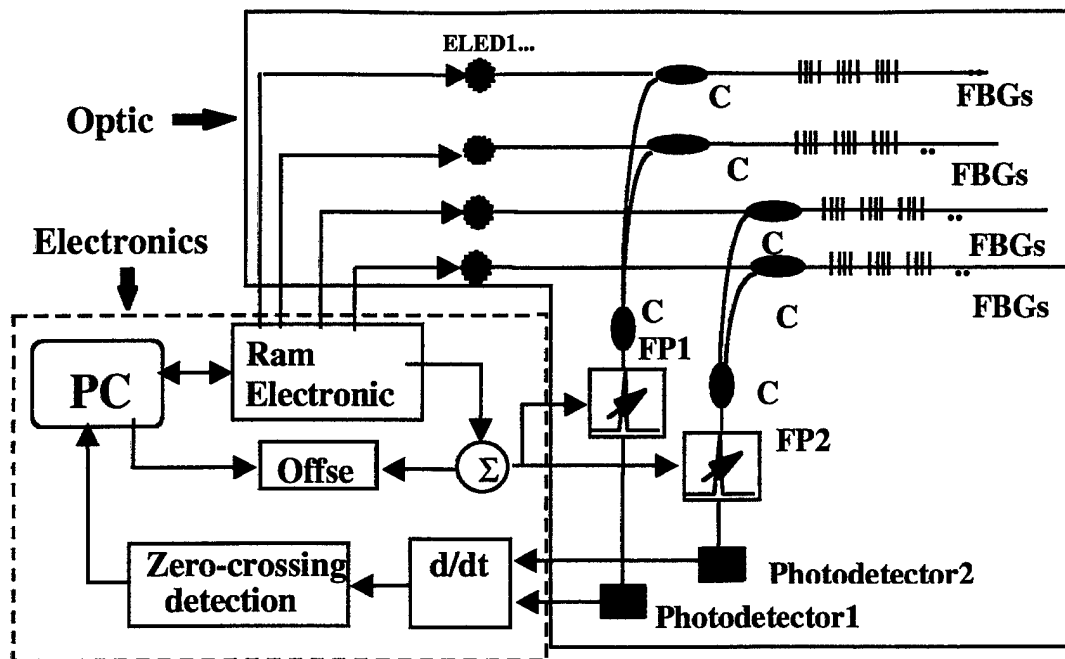 ELED1...
C
FBGs
Optic
C
FBGs
C
FBGs
Electronics
C
FBGs
C
FP1
Ram
Electronic
PC
C
FP2
Offse
Σ
Zero-crossing
detection
d/dt
Photodetector2
Photodetector1